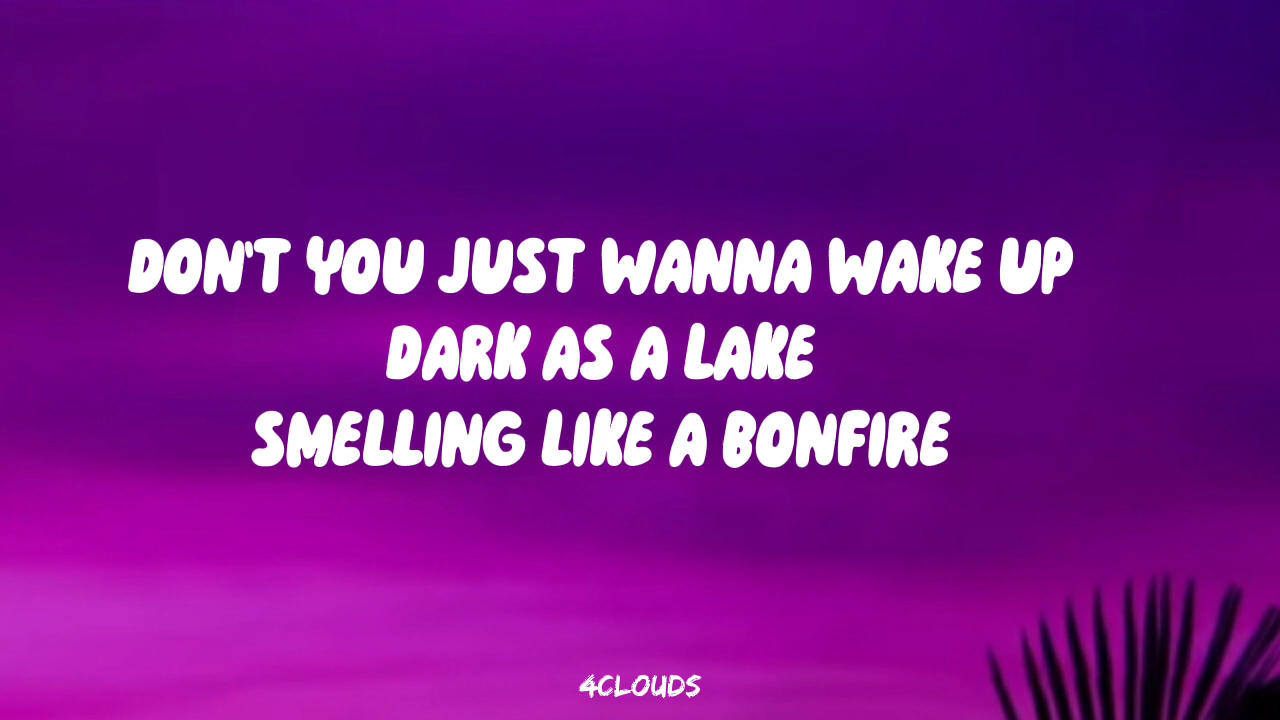 DON'T YOU JUST WANNA WAKE UP
DARK AS A LAKE
SMELLING LIKE A BONFIRE
4CLOUDS